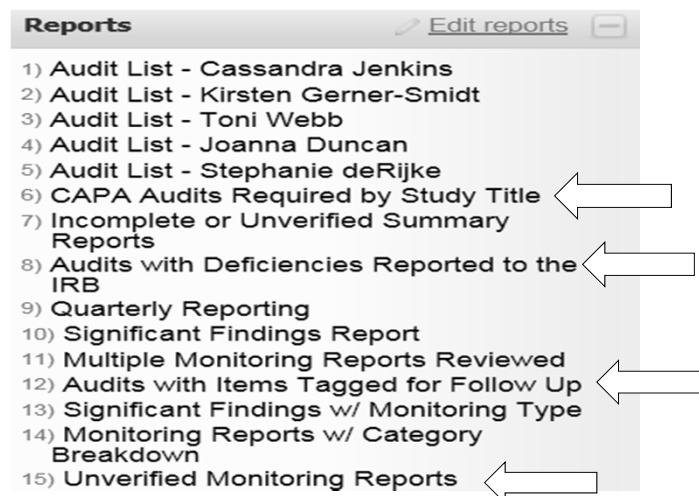 Reports Edit reports
1) Audit List - Cassandra Jenkins
2) Audit List - Kirsten Gerner-Smidt
3) Audit List - Toni Webb
4) Audit List - Joanna Duncan
5) Audit List - Stephanie deRijke
6) CAPA Audits Required by Study Title
7) Incomplete or Unverified Summary
Reports
8) Audits with Deficiencies Reported to the
IRB
9) Quarterly Reporting
10) Significant Findings Report
11) Multiple Monitoring Reports Reviewed
12) Audits with Items Tagged for Follow Up
13) Significant Findings w/ Monitoring Type
14) Monitoring Reports w/ Category
Breakdown
15) Unverified Monitoring Reports